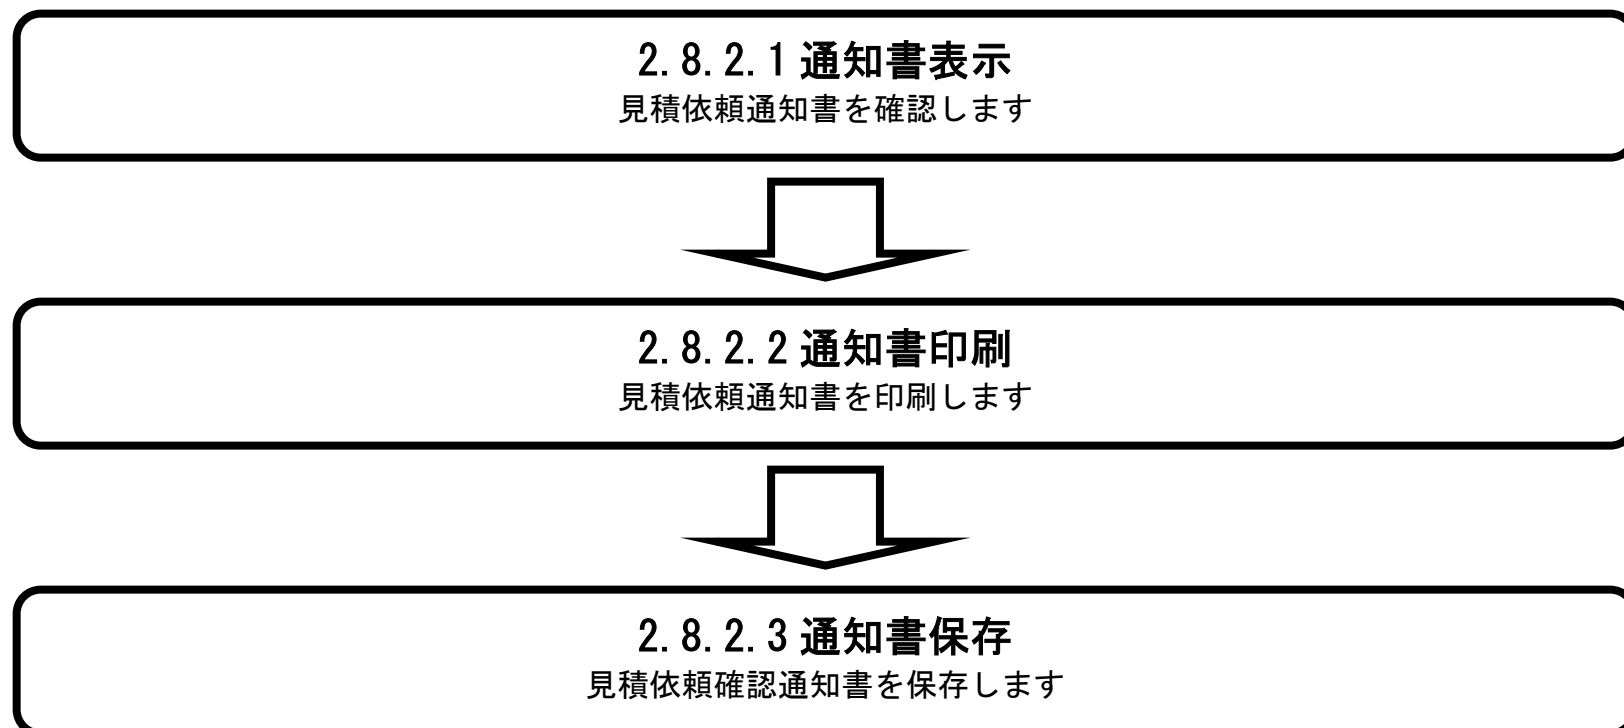 2.8.2.1通知書表示
見積依頼通知書を確認します
2.8.2.2通知書印刷
見積依頼通知書を印刷します
2.8.2.3通知書保存
見積依頼確認通知書を保存します